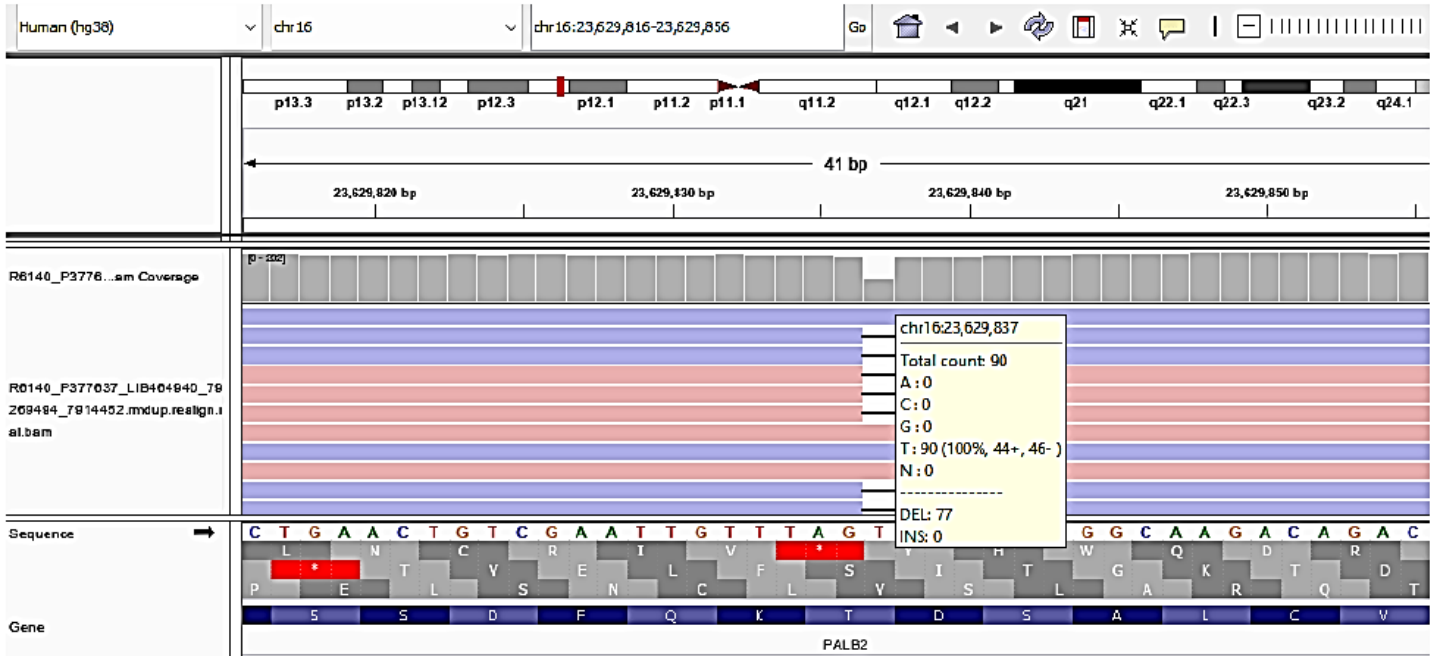 Human (hg38) chr16 chr16:23,629,816-23,629,856 Go
p13.3 p13.2 p13.12 p12.3 p12.1 p11.2 p11.1 q11.2 q12.1 q12.2 q21 q22.1 q22.3 q23.2 q24.1
41 bp
23,629,820 bp 23,629,830 bp 23,629,840 bp 23,629,850 bp
[0 - 202]
R6140_P3776...am Coverage
chr16:23,629,837
Total count: 90
A : 0
C : 0
G : 0
T : 90 (100%, 44+, 46- )
N : 0
---------------
DEL: 77
INS: 0
R6140_P377637_LIB464940_79
269494_7914452.mdup.realign.r
al.bam
Sequence C T G A A C T G T C G A A T T G T T T A G T G G C A A G A C A G A C
L N C R I V * Y H W Q D R
* T V E L F S I T G K T D
P E L S N C L V S L A R Q T
Gene S S D F Q K T D S A L C V
PALB2